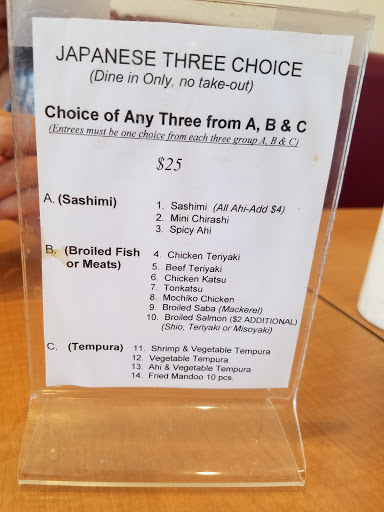 JAPANESE THREE CHOICE
(Dine in Only, no take-out)
Choice of Any Three from A, B & C
(Entrees must be one choice from each three group A, B & C)
$25
A. (Sashimi) 1. Sashimi (All Ahi-Add $4)
2. Mini Chirashi
3. Spicy Ahi
B. (Broiled Fish 4. Chicken Teriyaki
or Meats) 5. Beef Teriyaki
6. Chicken Katsu
7. Tonkatsu
8. Mochiko Chicken
9. Broiled Saba (Mackerel)
10. Broiled Salmon ($2 ADDITIONAL)
(Shio, Teriyaki or Misoyaki)
C. (Tempura) 11. Shrimp & Vegetable Tempura
12. Vegetable Tempura
13. Ahi & Vegetable Tempura
14. Fried Mandoo 10 pcs.